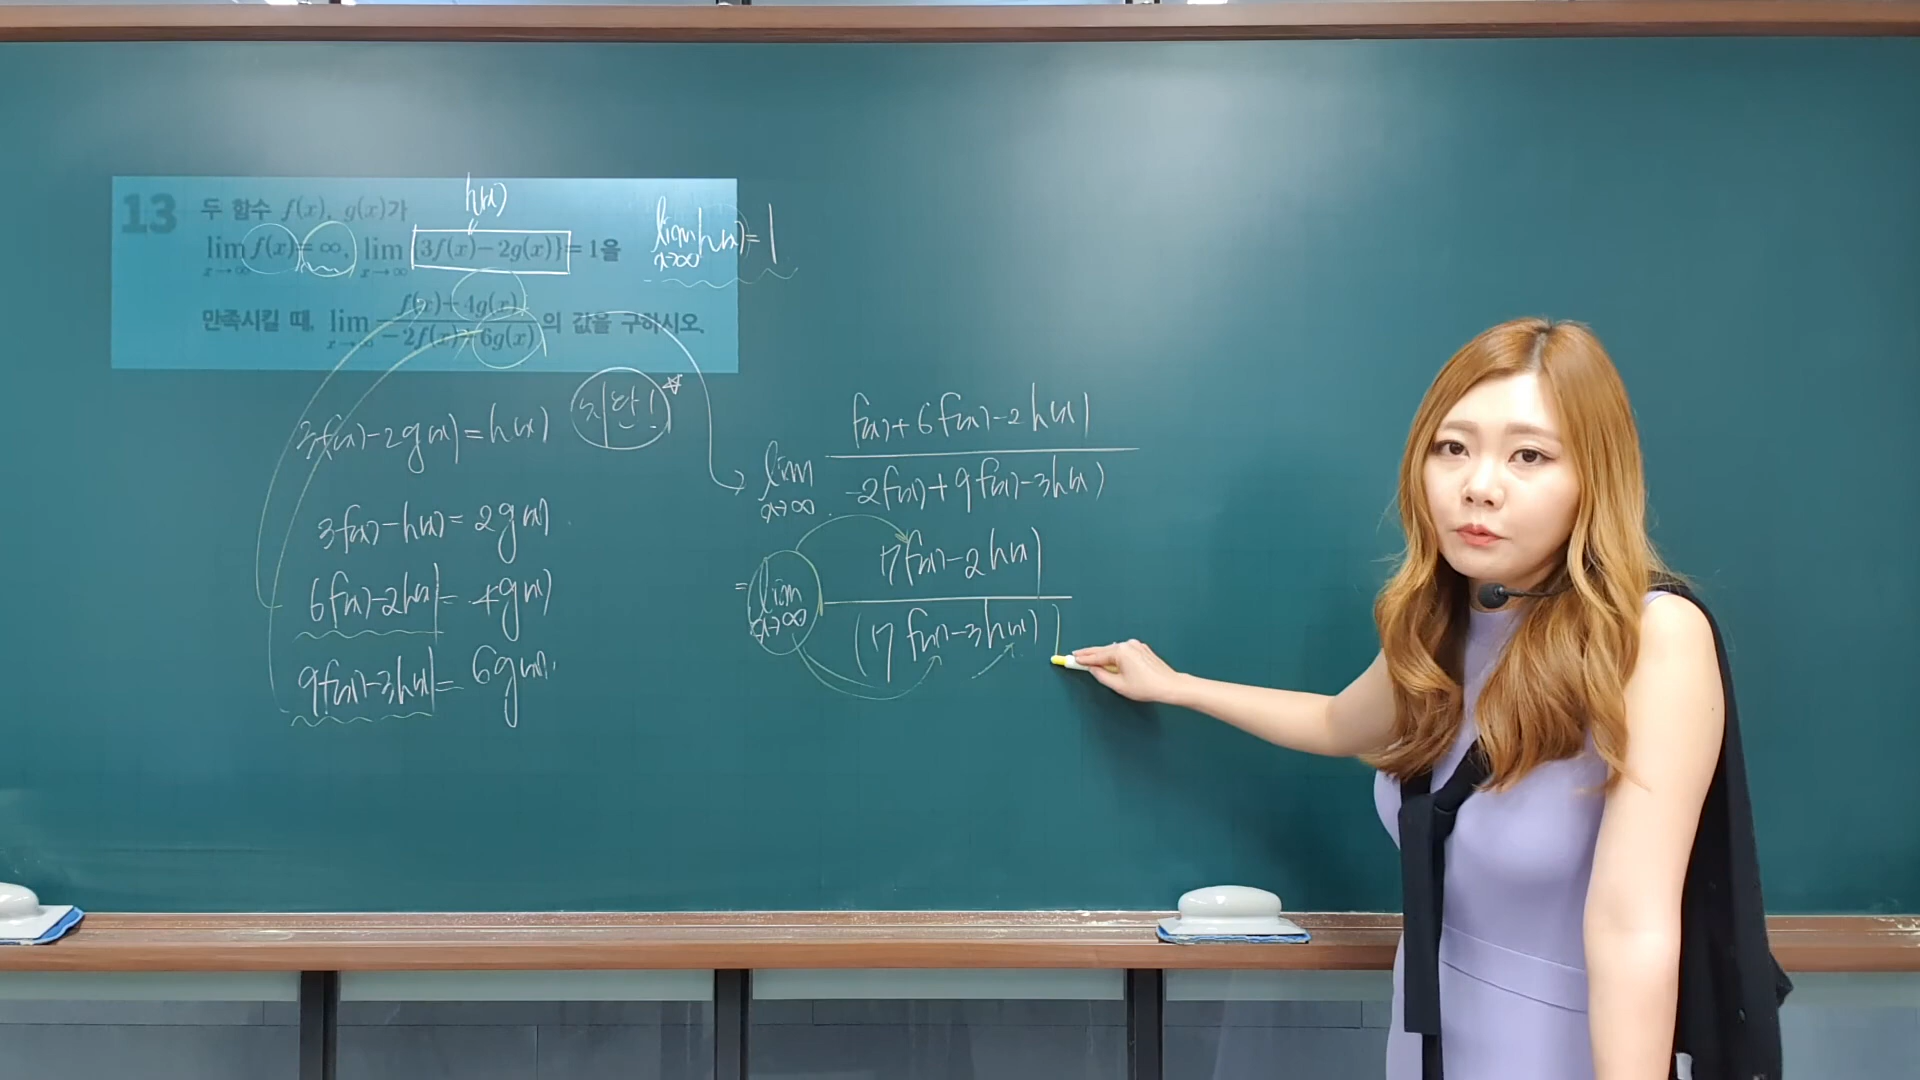 h(x)
13 두 함수 f(x), g(x)가
lim x→∞ f(x)=∞, lim x→∞ {3f(x)−2g(x)}=1을
lim x→∞ h(x)=1
만족시킬 때, lim x→∞ (f(x)+4g(x))/(−2f(x)+6g(x))의 값을 구하시오.
치환!
3f(x)−2g(x)=h(x)
3f(x)−h(x)=2g(x)
6f(x)−2h(x)=4g(x)
9f(x)−3h(x)=6g(x)
lim x→∞ (f(x)+6f(x)−2h(x))/(−2f(x)+9f(x)−3h(x))
= lim x→∞ (7f(x)−2h(x))/(7f(x)−3h(x))